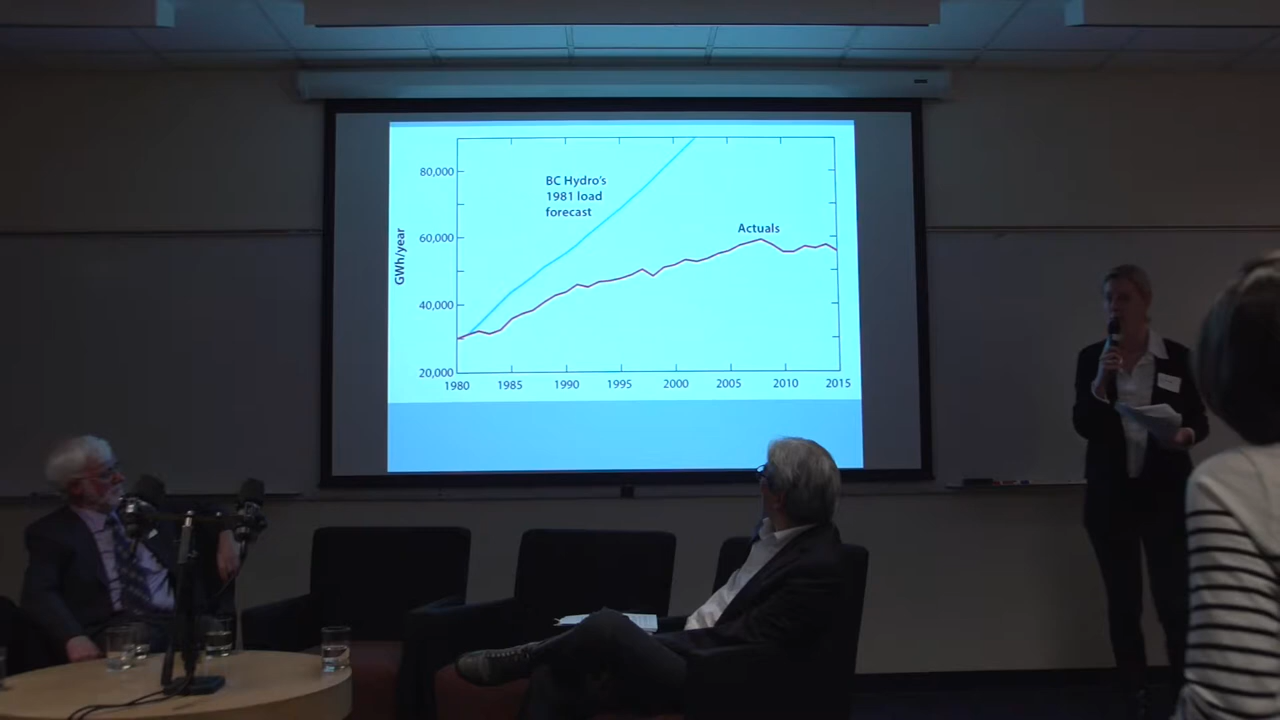 80,000
60,000
40,000
20,000
GWh/year
BC Hydro's
1981 load
forecast
Actuals
1980 1985 1990 1995 2000 2005 2010 2015